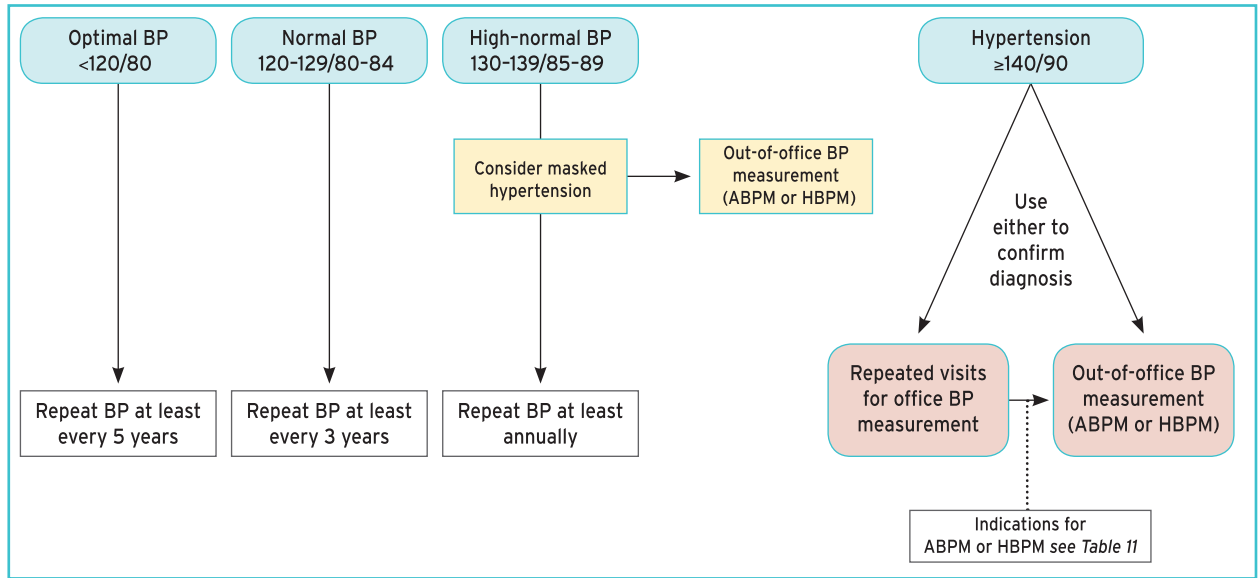 Optimal BP
<120/80
Normal BP
120-129/80-84
High-normal BP
130-139/85-89
Hypertension
≥140/90
Consider masked
hypertension
Out-of-office BP
measurement
(ABPM or HBPM)
Use
either to
confirm
diagnosis
Repeat BP at least
every 5 years
Repeat BP at least
every 3 years
Repeat BP at least
annually
Repeated visits
for office BP
measurement
Out-of-office BP
measurement
(ABPM or HBPM)
Indications for
ABPM or HBPM see Table 11